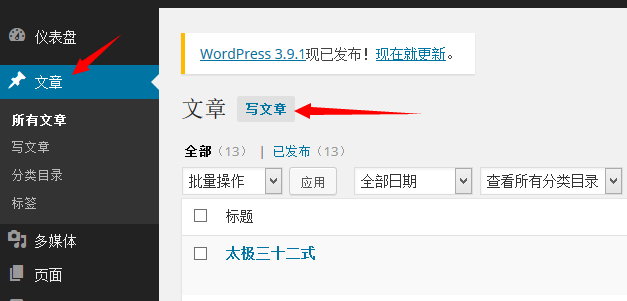 仪表盘
文章
所有文章
写文章
分类目录
标签
多媒体
页面
WordPress 3.9.1现已发布！现在就更新。
文章 写文章
全部（13） | 已发布（13）
批量操作 应用 全部日期 查看所有分类目录
标题
太极三十二式